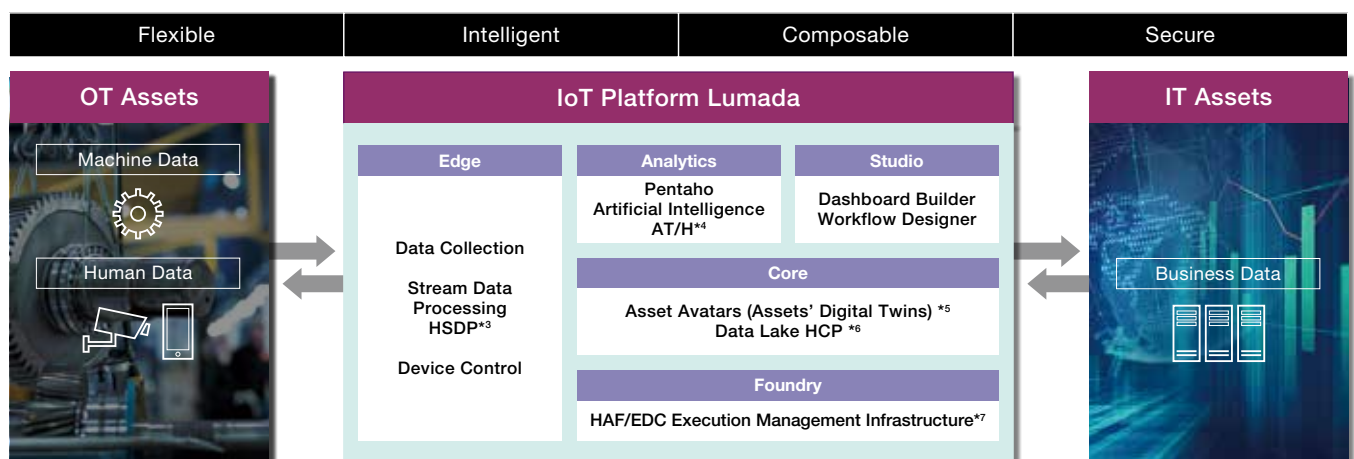 Flexible
Intelligent
Composable
Secure
OT Assets
Machine Data
Human Data
IoT Platform Lumada
Edge
Data Collection
Stream Data
Processing
HSDP*3
Device Control
Analytics
Pentaho
Artificial Intelligence
AT/H*4
Studio
Dashboard Builder
Workflow Designer
Core
Asset Avatars (Assets’ Digital Twins) *5
Data Lake HCP *6
Foundry
HAF/EDC Execution Management Infrastructure*7
IT Assets
Business Data